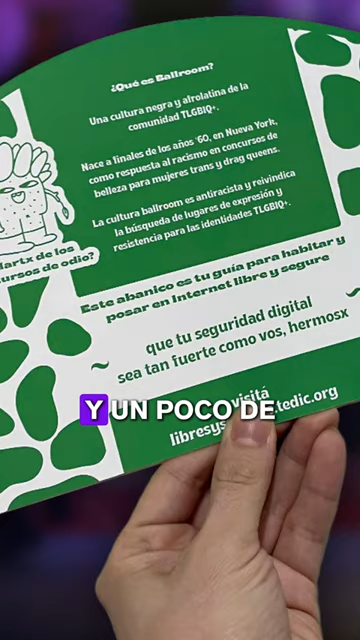 ¿Qué es Ballroom?
Una cultura negra y afrolatina de la
comunidad TLGBIQ+.
Nace a finales de los años '60, en Nueva York,
como respuesta al racismo en concursos de
belleza para mujeres trans y drag queens.
La cultura ballroom es antiracista y reivindica
la búsqueda de lugares de expresión y
resistencia para las identidades TLGBIQ+.
de los
de odio?
Este abanico es tu guía para habitar y
posar en Internet libre y segure
~ que tu seguridad digital
sea tan fuerte como vos, hermosx ~
Y UN POCO DE
visitá
tedic.org